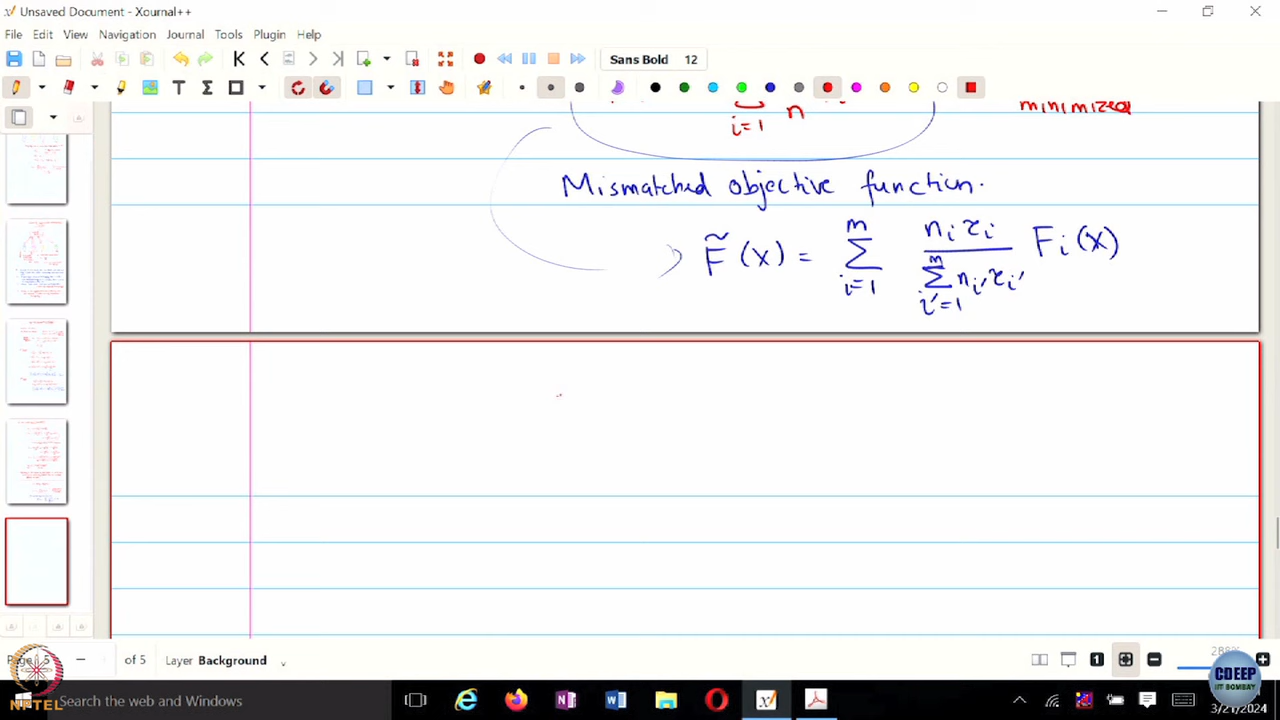 Unsaved Document - Xournal++
File Edit View Navigation Journal Tools Plugin Help
Sans Bold 12
i=1 n
minimized
Mismatched objective function.
F̃(x) = Σ_{i=1}^{m} (n_i τ_i / Σ_{i'=1}^{m} n_{i'} τ_{i'}) F_i(x)
of 5 Layer Background
288%
Search the web and Windows
NPTEL
CDEEP
IIT BOMBAY
3/21/2024